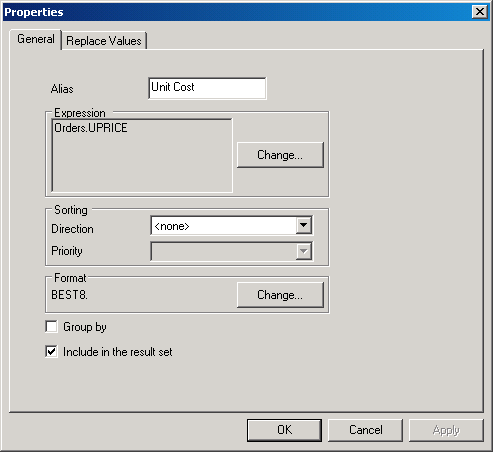 Properties
General
Replace Values
Alias
Unit Cost
Expression
Orders.UPRICE
Change...
Sorting
Direction
<none>
Priority
Format
BEST8.
Change...
Group by
Include in the result set
OK
Cancel
Apply